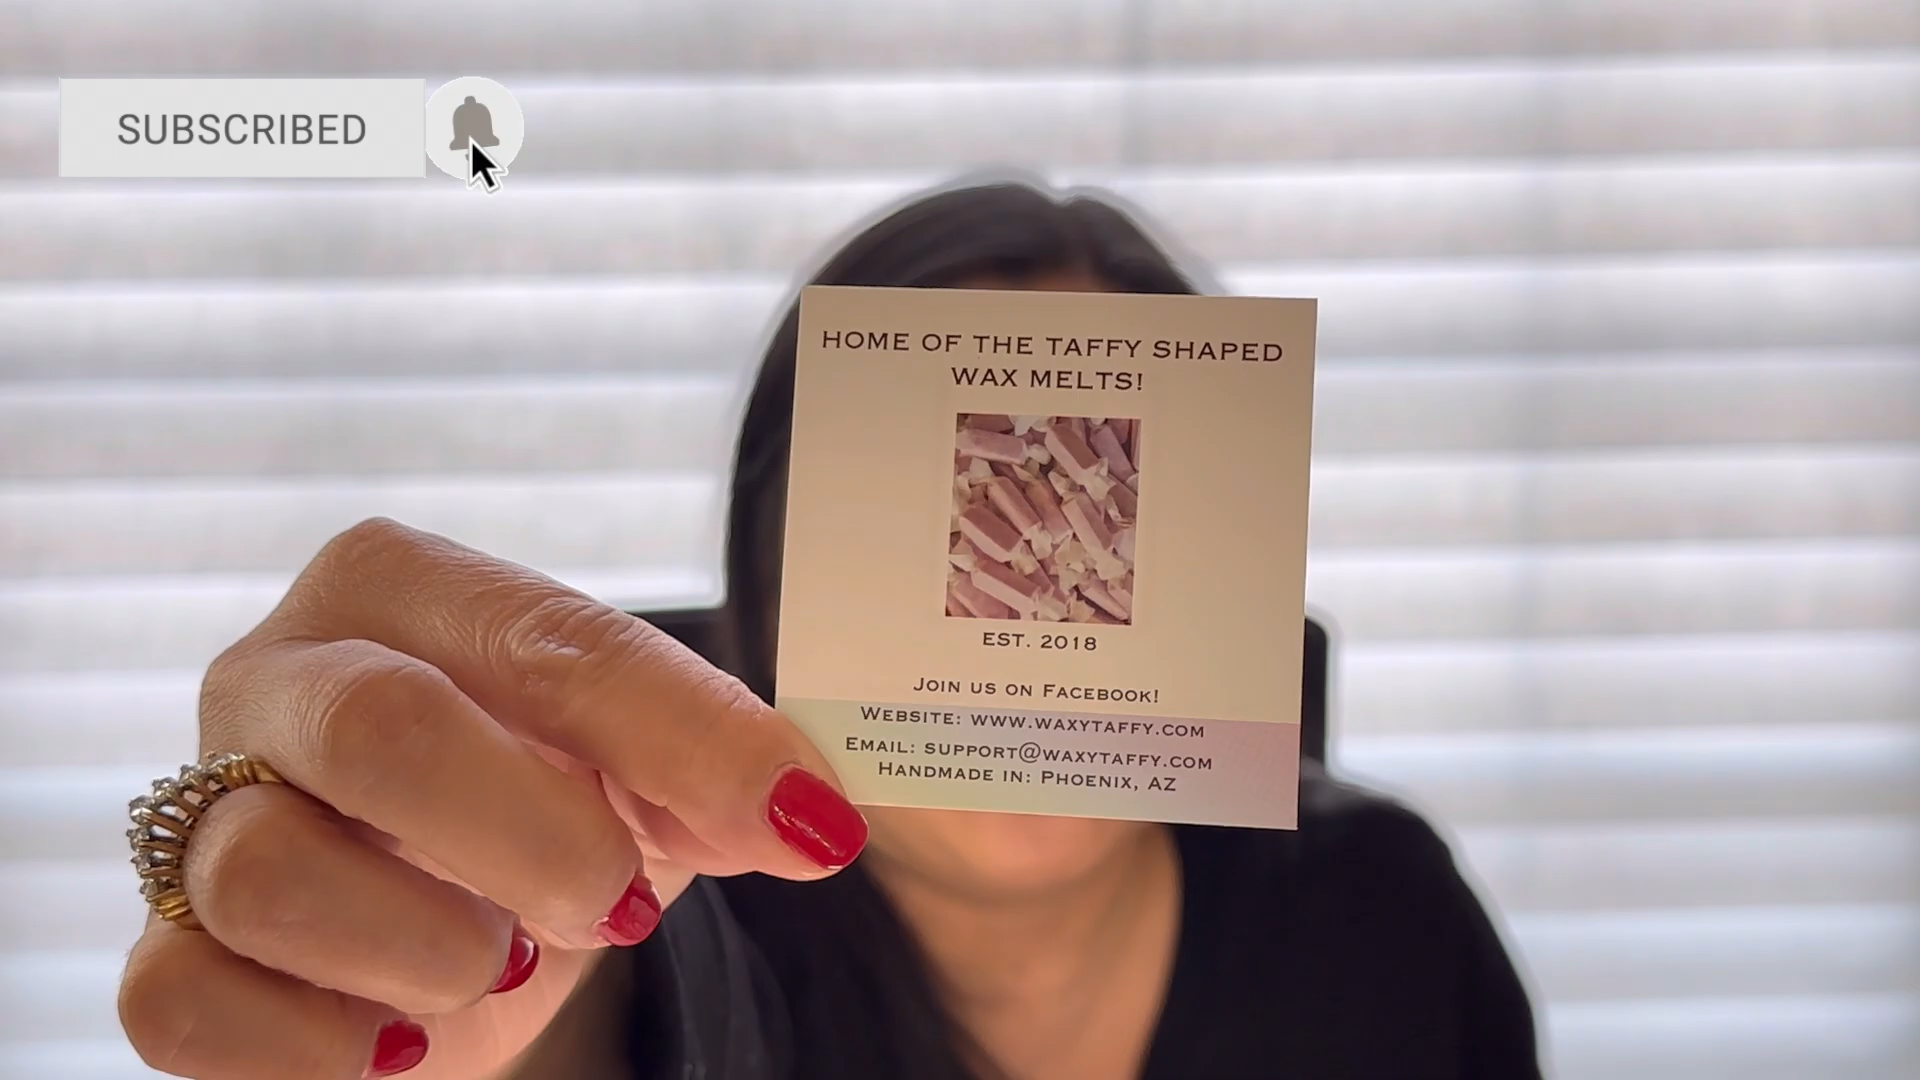 SUBSCRIBED
HOME OF THE TAFFY SHAPED
WAX MELTS!
EST. 2018
JOIN US ON FACEBOOK!
WEBSITE: WWW.WAXYTAFFY.COM
EMAIL: SUPPORT@WAXYTAFFY.COM
HANDMADE IN: PHOENIX, AZ